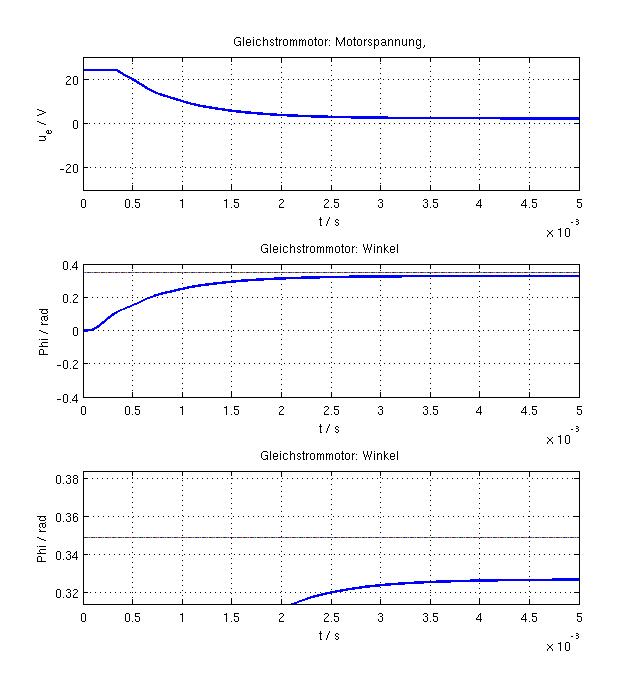 Gleichstrommotor: Motorspannung,
20
0
-20
u_e / V
0 0.5 1 1.5 2 2.5 3 3.5 4 4.5 5
t / s
x 10^-3
Gleichstrommotor: Winkel
0.4
0.2
0
-0.2
-0.4
Phi / rad
0 0.5 1 1.5 2 2.5 3 3.5 4 4.5 5
t / s
x 10^-3
Gleichstrommotor: Winkel
0.38
0.36
0.34
0.32
Phi / rad
0 0.5 1 1.5 2 2.5 3 3.5 4 4.5 5
t / s
x 10^-3